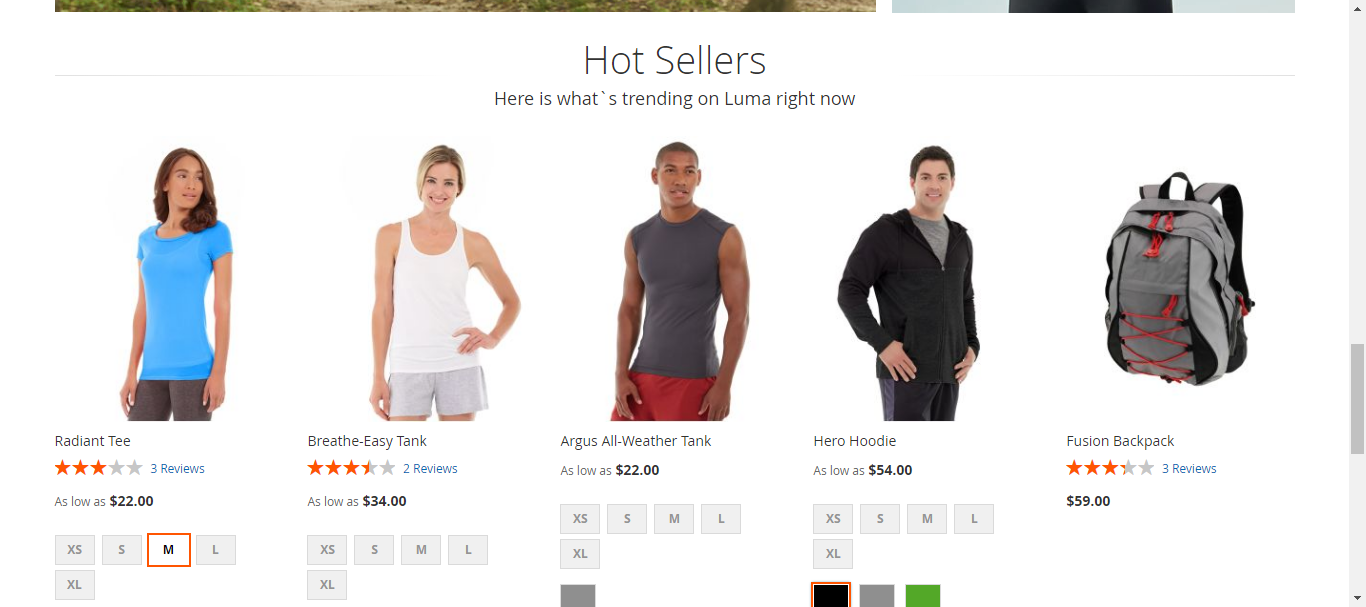 Hot Sellers
Here is what`s trending on Luma right now
Radiant Tee
3 Reviews
As low as $22.00
XS S M L
XL
Breathe-Easy Tank
2 Reviews
As low as $34.00
XS S M L
XL
Argus All-Weather Tank
As low as $22.00
XS S M L
XL
Hero Hoodie
As low as $54.00
XS S M L
XL
Fusion Backpack
3 Reviews
$59.00